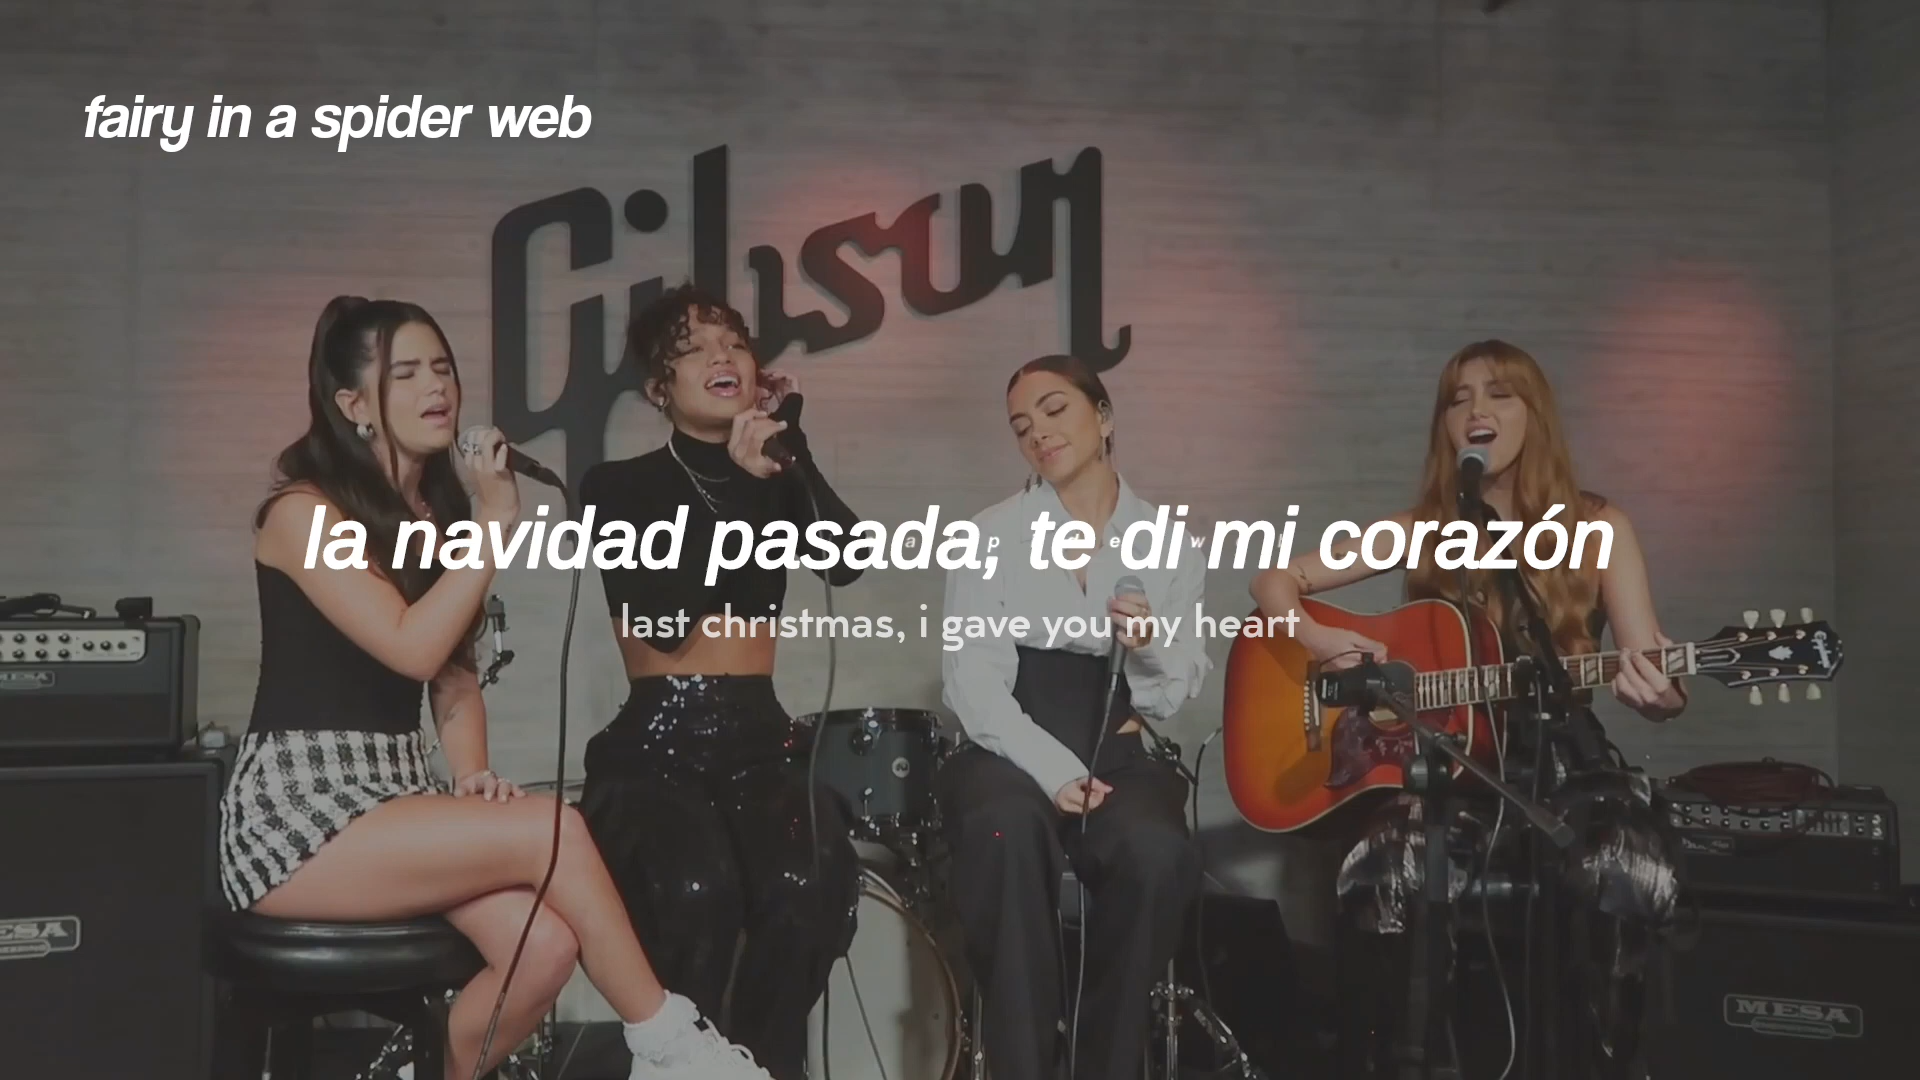 fairy in a spider web
Gibson
la navidad pasada, te di mi corazón
last christmas, i gave you my heart
MESA
ESA
MESA